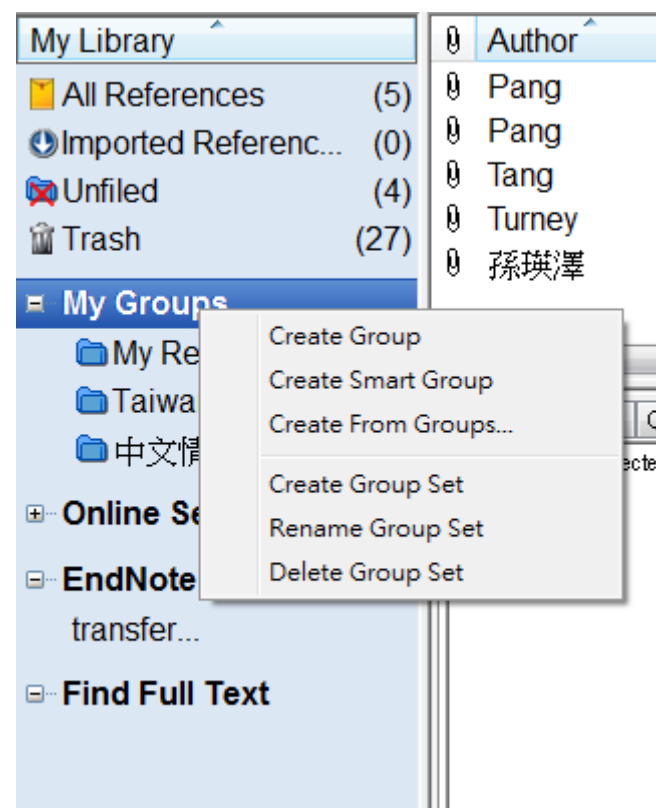 My Library
All References (5)
Imported Referenc... (0)
Unfiled (4)
Trash (27)
My Groups
My Re
Taiwa
中文情
Online Se
EndNote
transfer...
Find Full Text
Author
Pang
Pang
Tang
Turney
孫瑛澤
Create Group
Create Smart Group
Create From Groups...
Create Group Set
Rename Group Set
Delete Group Set